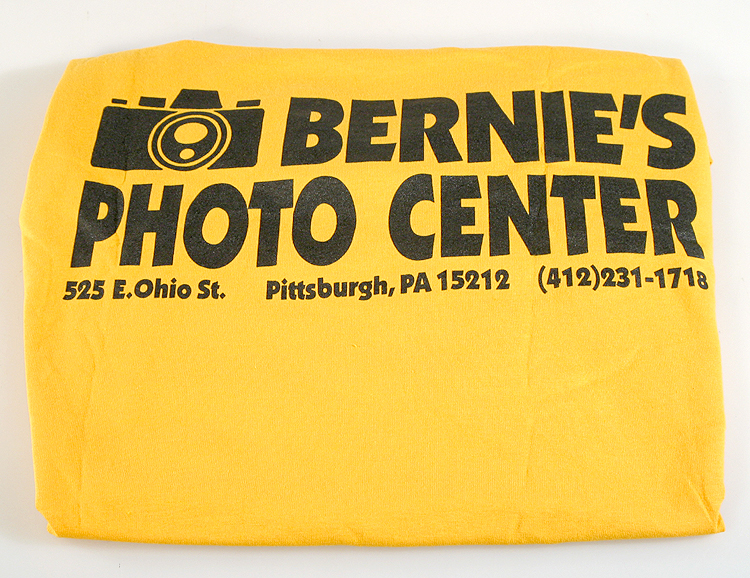 BERNIE'S
PHOTO CENTER
525 E.Ohio St. Pittsburgh, PA 15212 (412)231-1718